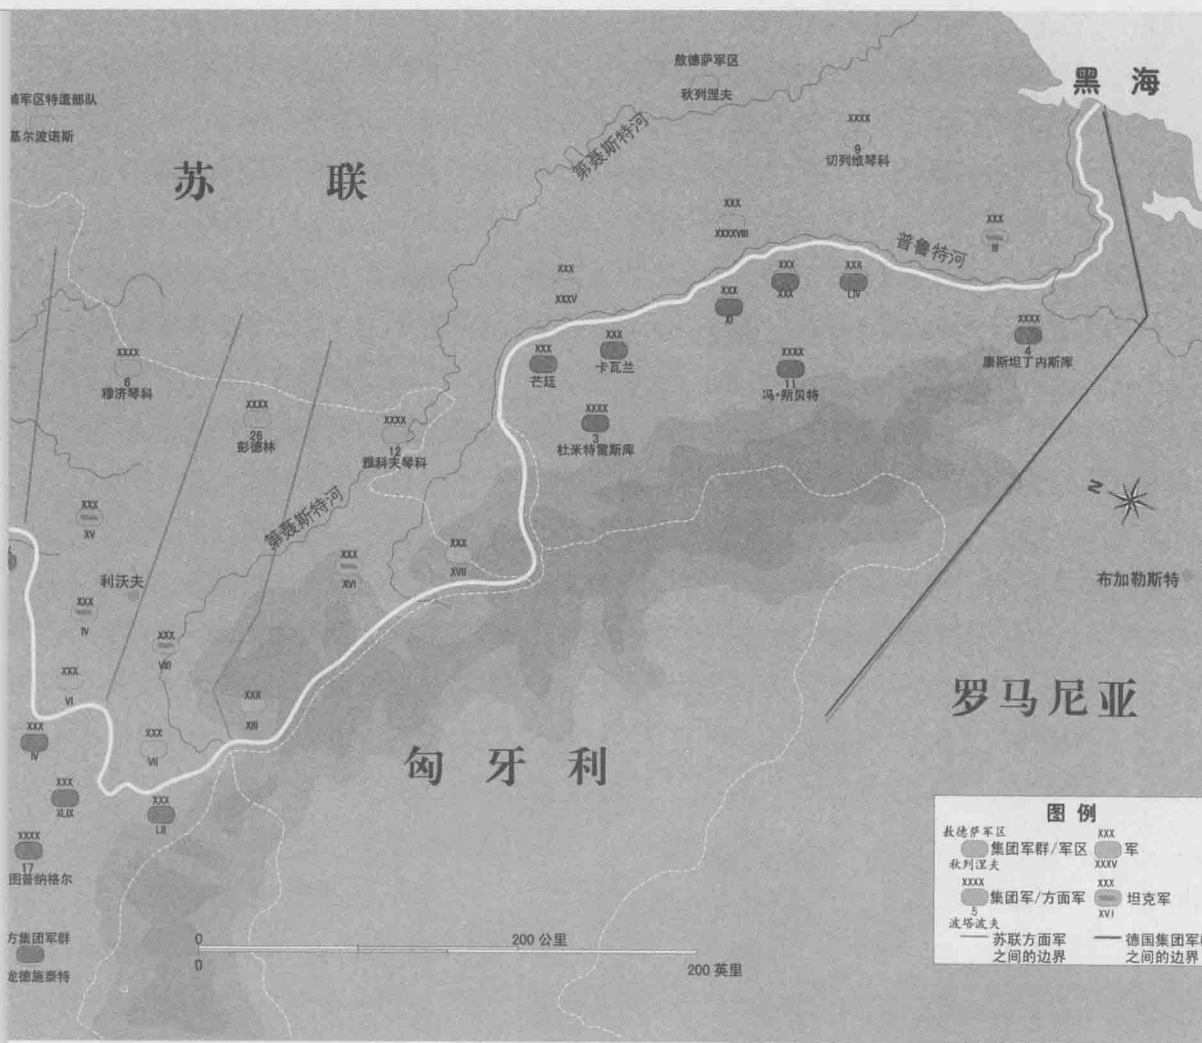 黑 海
敖德萨军区
秋列涅夫
军区特遣部队
基尔波诺斯
苏 联
第聂斯特河
XXXX
9
切列维琴科
XXX
XXXXVIII
XXX
III
普鲁特河
XXX
XXXV
XXX
XI
XXX
XXX
XXX
LIV
XXXX
4
康斯坦丁内斯库
XXX
芒廷
XXX
卡瓦兰
XXXX
11
冯·朔贝特
XXXX
3
杜米特雷斯库
XXXX
6
穆济琴科
XXXX
26
彭德林
XXXX
12
雅科夫琴科
第聂斯特河
N
XXX
XV
XXX
XVI
XXX
XVII
利沃夫
布加勒斯特
XXX
IV
XXX
VIII
XXX
VI
XXX
XIII
罗马尼亚
XXX
IV
XXX
VII
匈 牙 利
XXX
XLIX
XXX
LII
XXXX
17
图普纳格尔
方集团军群
龙德施泰特
0 200 公里
0 200 英里
图 例
敖德萨军区
集团军群/军区
秋列涅夫
XXX
军
XXXV
XXXX
集团军/方面军
5
波塔波夫
XXX
坦克军
XVI
苏联方面军
之间的边界
德国集团军
之间的边界